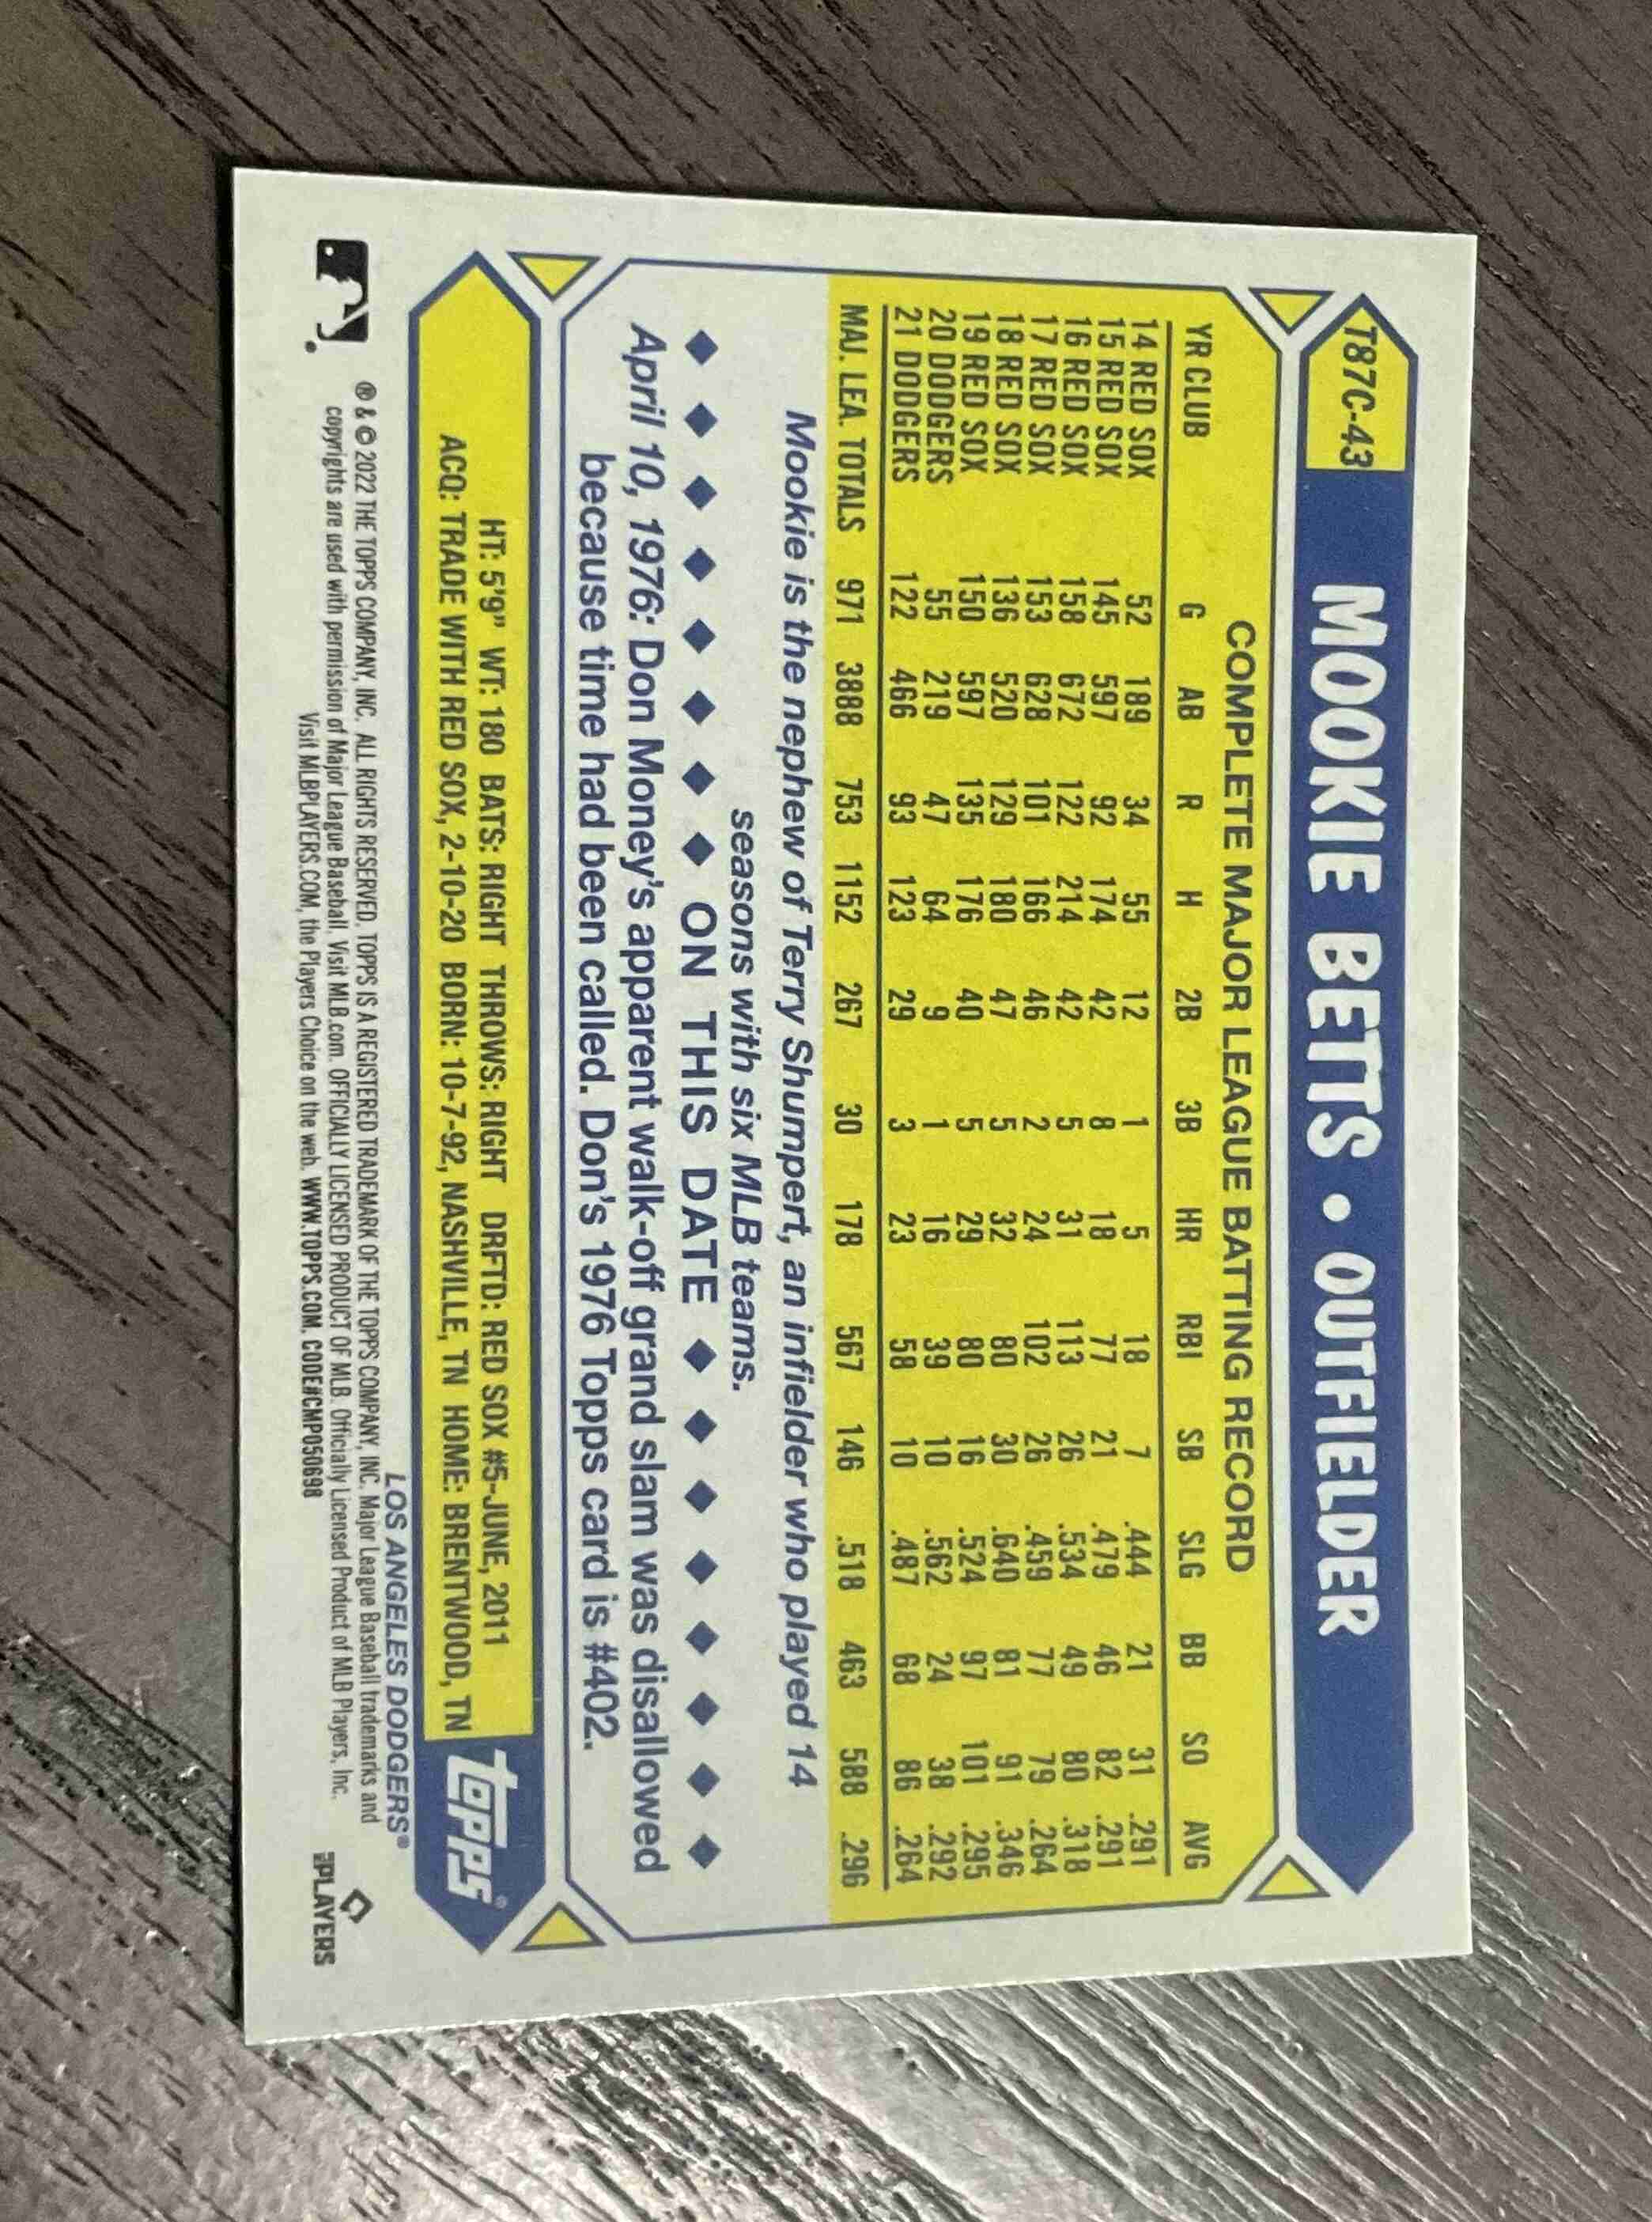 T87C-43 MOOKIE BETTS • OUTFIELDER
COMPLETE MAJOR LEAGUE BATTING RECORD
YR CLUB G AB R H 2B 3B HR RBI SB SLG BB SO AVG
14 RED SOX 52 189 34 55 12 1 5 18 7 .444 21 31 .291
15 RED SOX 145 597 92 174 42 8 18 77 21 .479 46 82 .291
16 RED SOX 158 672 122 214 42 5 31 113 26 .534 49 80 .318
17 RED SOX 153 628 101 166 46 2 24 102 26 .459 77 79 .264
18 RED SOX 136 520 129 180 47 5 32 80 30 .640 81 91 .346
19 RED SOX 150 597 135 176 40 5 29 80 16 .524 97 101 .295
20 DODGERS 55 219 47 64 9 1 16 39 10 .562 24 38 .292
21 DODGERS 122 466 93 123 29 3 23 58 10 .487 68 86 .264
MAJ. LEA. TOTALS 971 3888 753 1152 267 30 178 567 146 .518 463 588 .296
Mookie is the nephew of Terry Shumpert, an infielder who played 14
seasons with six MLB teams.
◆ ◆ ◆ ◆ ◆ ◆ ◆ ◆ ON THIS DATE ◆ ◆ ◆ ◆ ◆ ◆ ◆ ◆
April 10, 1976: Don Money's apparent walk-off grand slam was disallowed
because time had been called. Don's 1976 Topps card is #402.
HT: 5'9" WT: 180 BATS: RIGHT THROWS: RIGHT DRFTD: RED SOX #5-JUNE, 2011
ACQ: TRADE WITH RED SOX, 2-10-20 BORN: 10-7-92, NASHVILLE, TN HOME: BRENTWOOD, TN
topps®
LOS ANGELES DODGERS®
® & © 2022 THE TOPPS COMPANY, INC. ALL RIGHTS RESERVED. TOPPS IS A REGISTERED TRADEMARK OF THE TOPPS COMPANY, INC. Major League Baseball trademarks and
copyrights are used with permission of Major League Baseball. Visit MLB.com. OFFICIALLY LICENSED PRODUCT OF MLB. Officially Licensed Product of MLB Players, Inc.
Visit MLBPLAYERS.COM, the Players Choice on the web. WWW.TOPPS.COM. CODE#CMP050698
PLAYERS